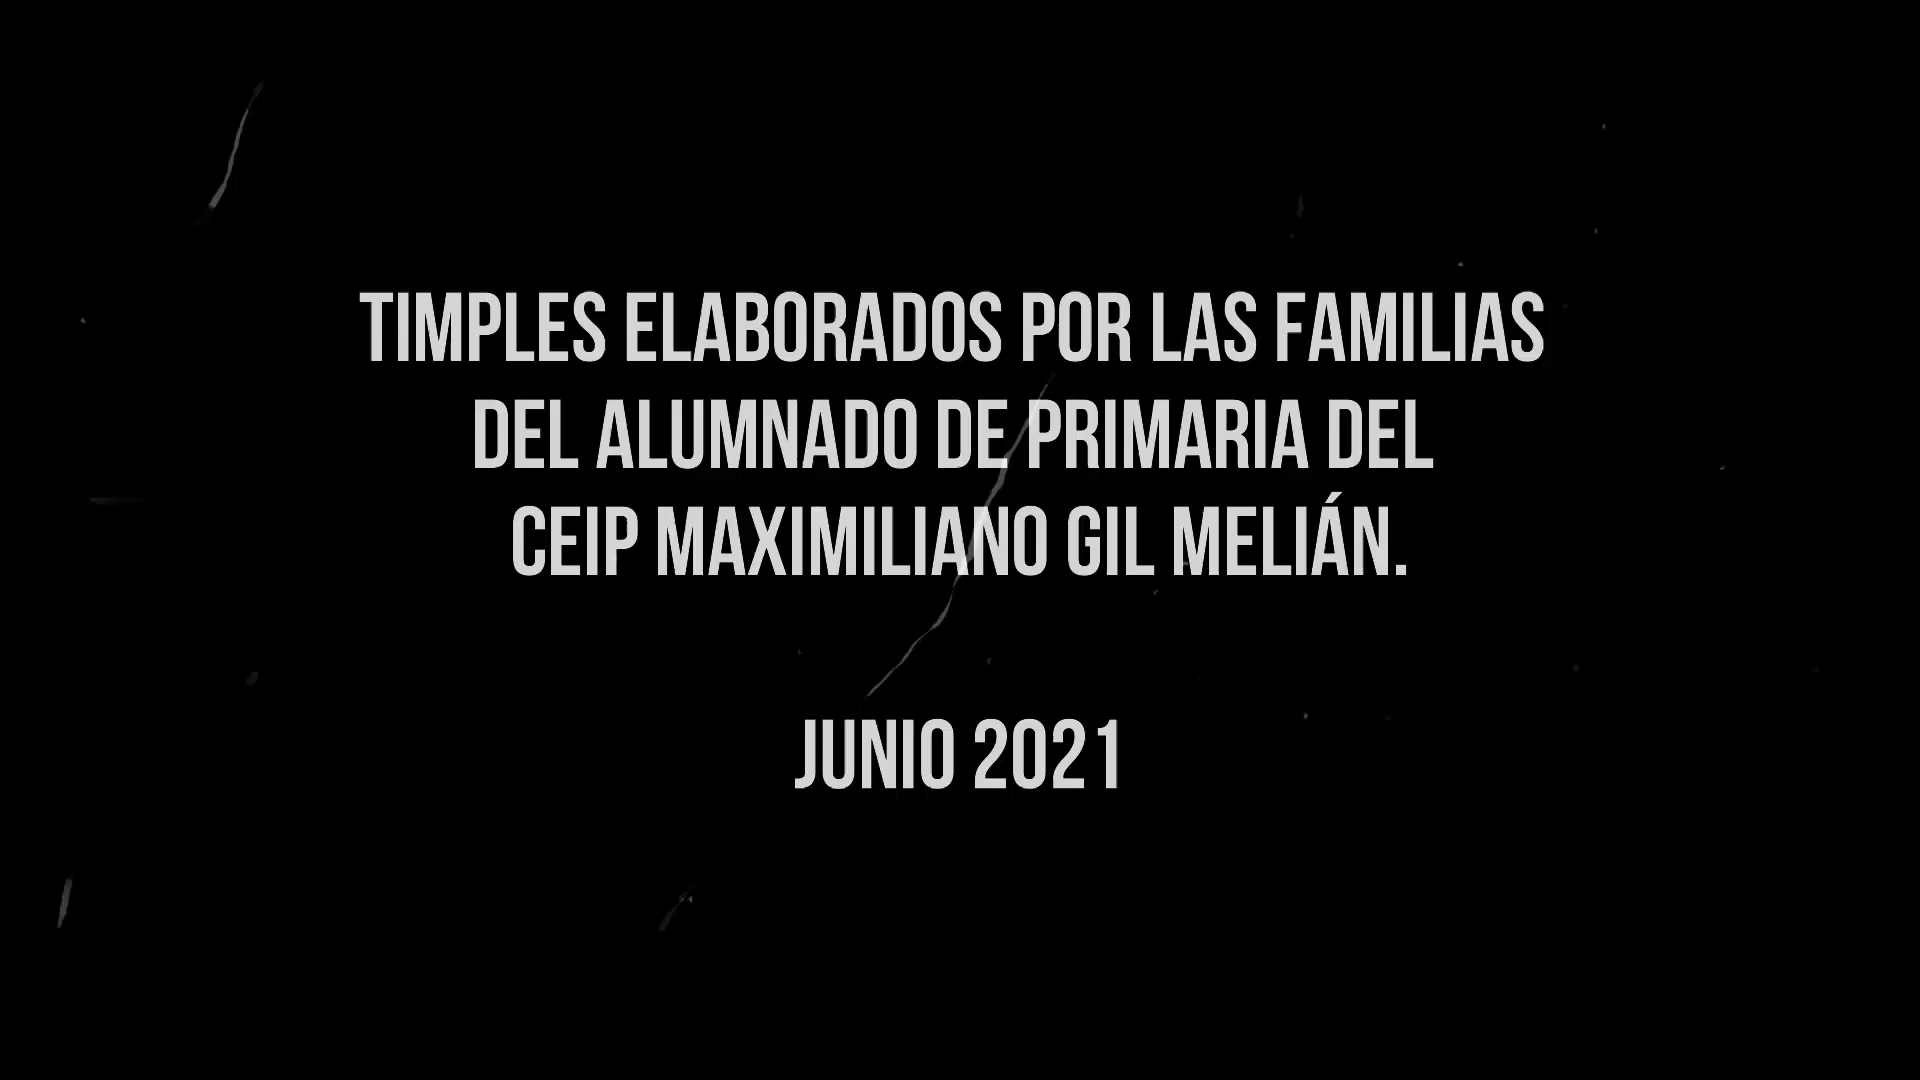 TIMPLES ELABORADOS POR LAS FAMILIAS
DEL ALUMNADO DE PRIMARIA DEL
CEIP MAXIMILIANO GIL MELIÁN.
JUNIO 2021